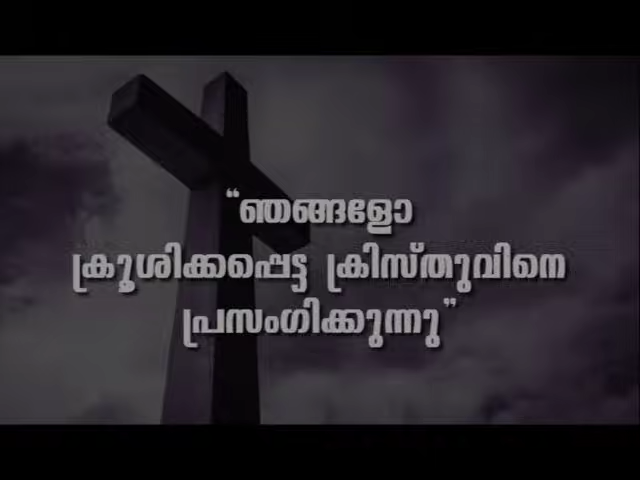 “ഞങ്ങളോ
ക്രൂശിക്കപ്പെട്ട ക്രിസ്തുവിനെ
പ്രസംഗിക്കുന്നു”